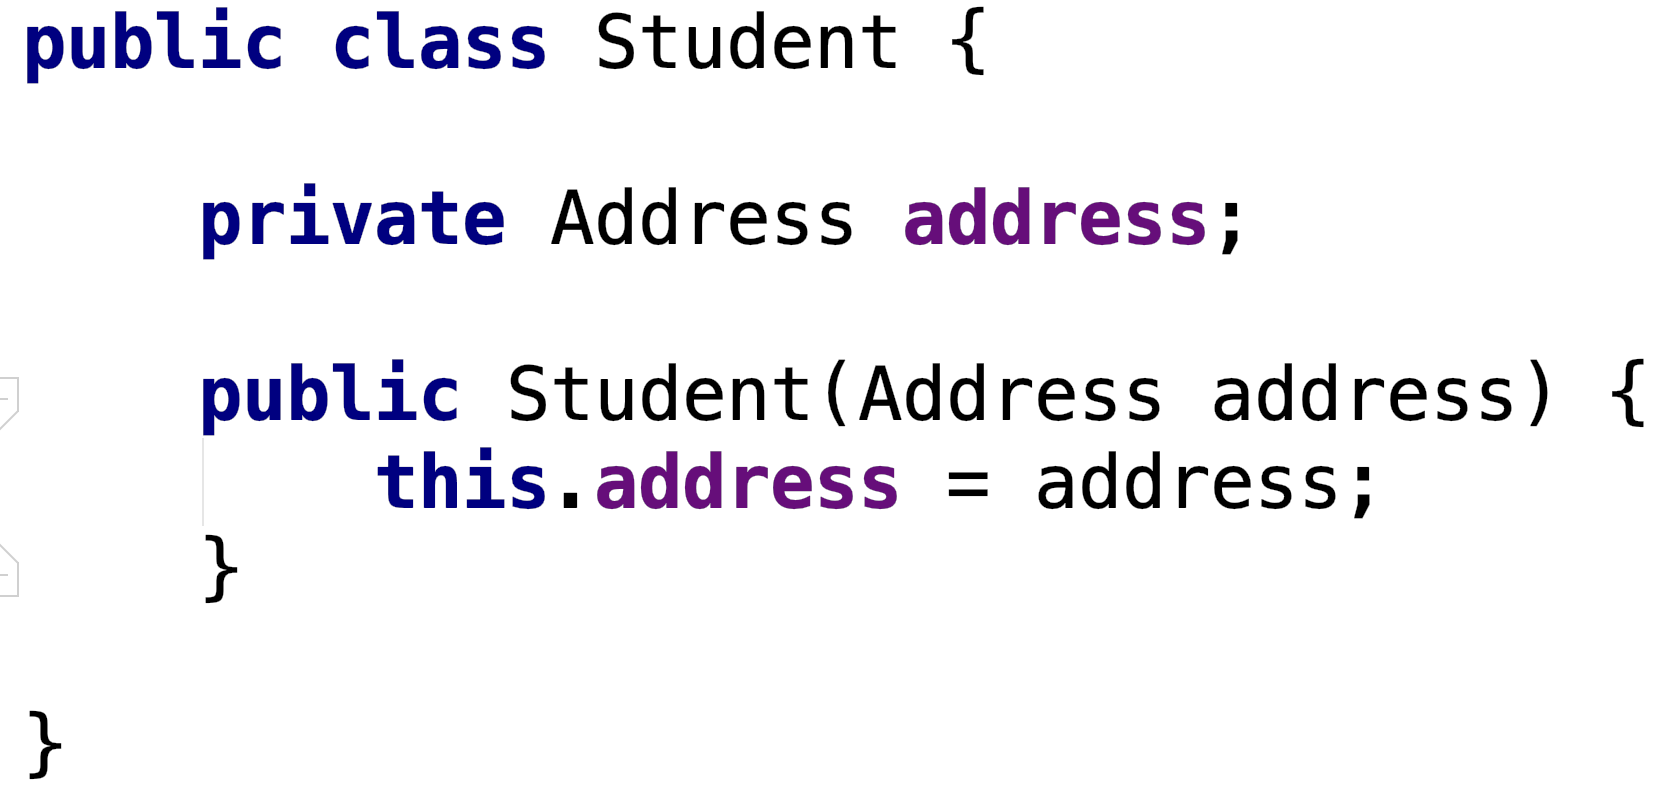 public class Student {
    private Address address;
    public Student(Address address) {
        this.address = address;
    }
}